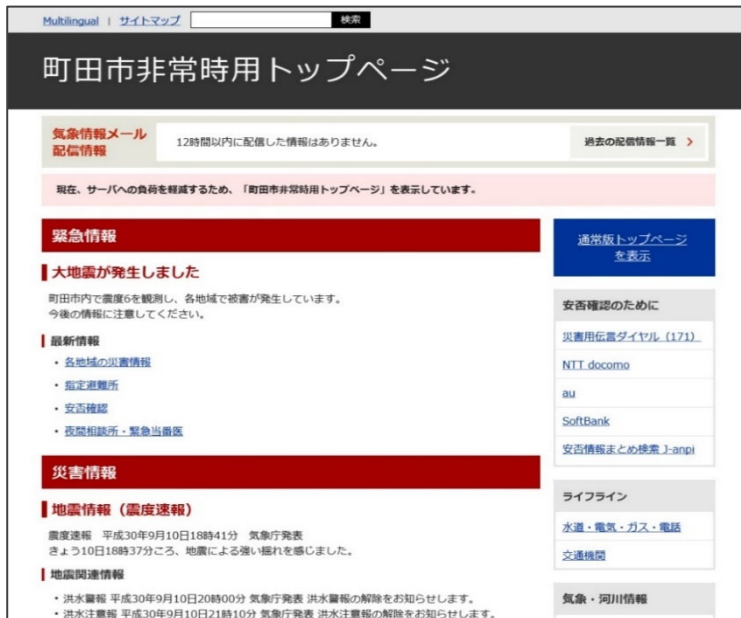 Multilingual | サイトマップ 検索
町田市非常時用トップページ
気象情報メール
配信情報
12時間以内に配信した情報はありません。
過去の配信情報一覧 >
現在、サーバへの負荷を軽減するため、「町田市非常時用トップページ」を表示しています。
緊急情報
大地震が発生しました
町田市内で震度6を観測し、各地域で被害が発生しています。
今後の情報に注意してください。
最新情報
・各地域の災害情報
・指定避難所
・安否確認
・夜間相談所・緊急当番医
災害情報
地震情報（震度速報）
震度速報 平成30年9月10日18時41分 気象庁発表
きょう10日18時37分ころ、地震による強い揺れを感じました。
地震関連情報
・洪水警報 平成30年9月10日20時00分 気象庁発表 洪水警報の解除をお知らせします。
・洪水注意報 平成30年9月10日21時10分 気象庁発表 洪水注意報の解除をお知らせします。
通常版トップページ
を表示
安否確認のために
災害用伝言ダイヤル（171）
NTT docomo
au
SoftBank
安否情報まとめ検索 J-anpi
ライフライン
水道・電気・ガス・電話
交通機関
気象・河川情報